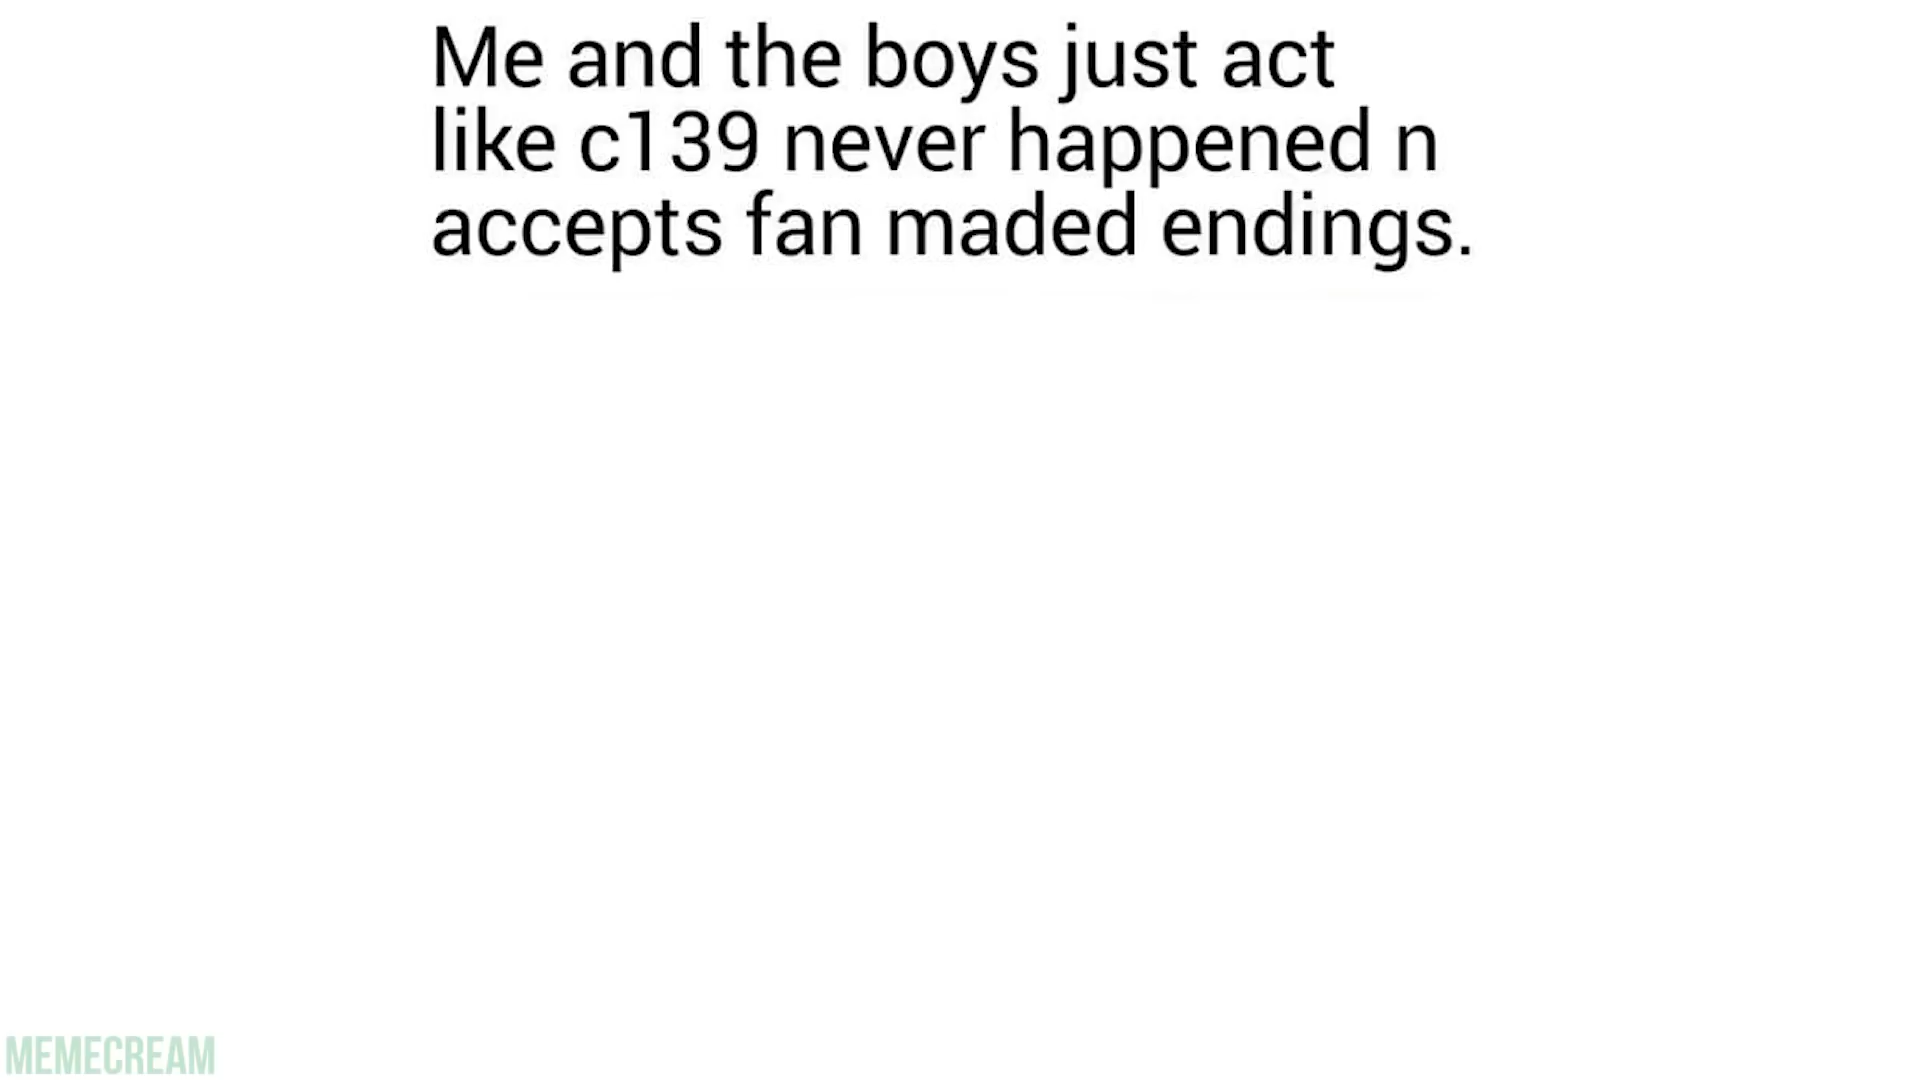 Me and the boys just act
like c139 never happened n
accepts fan maded endings.
MEMECREAM